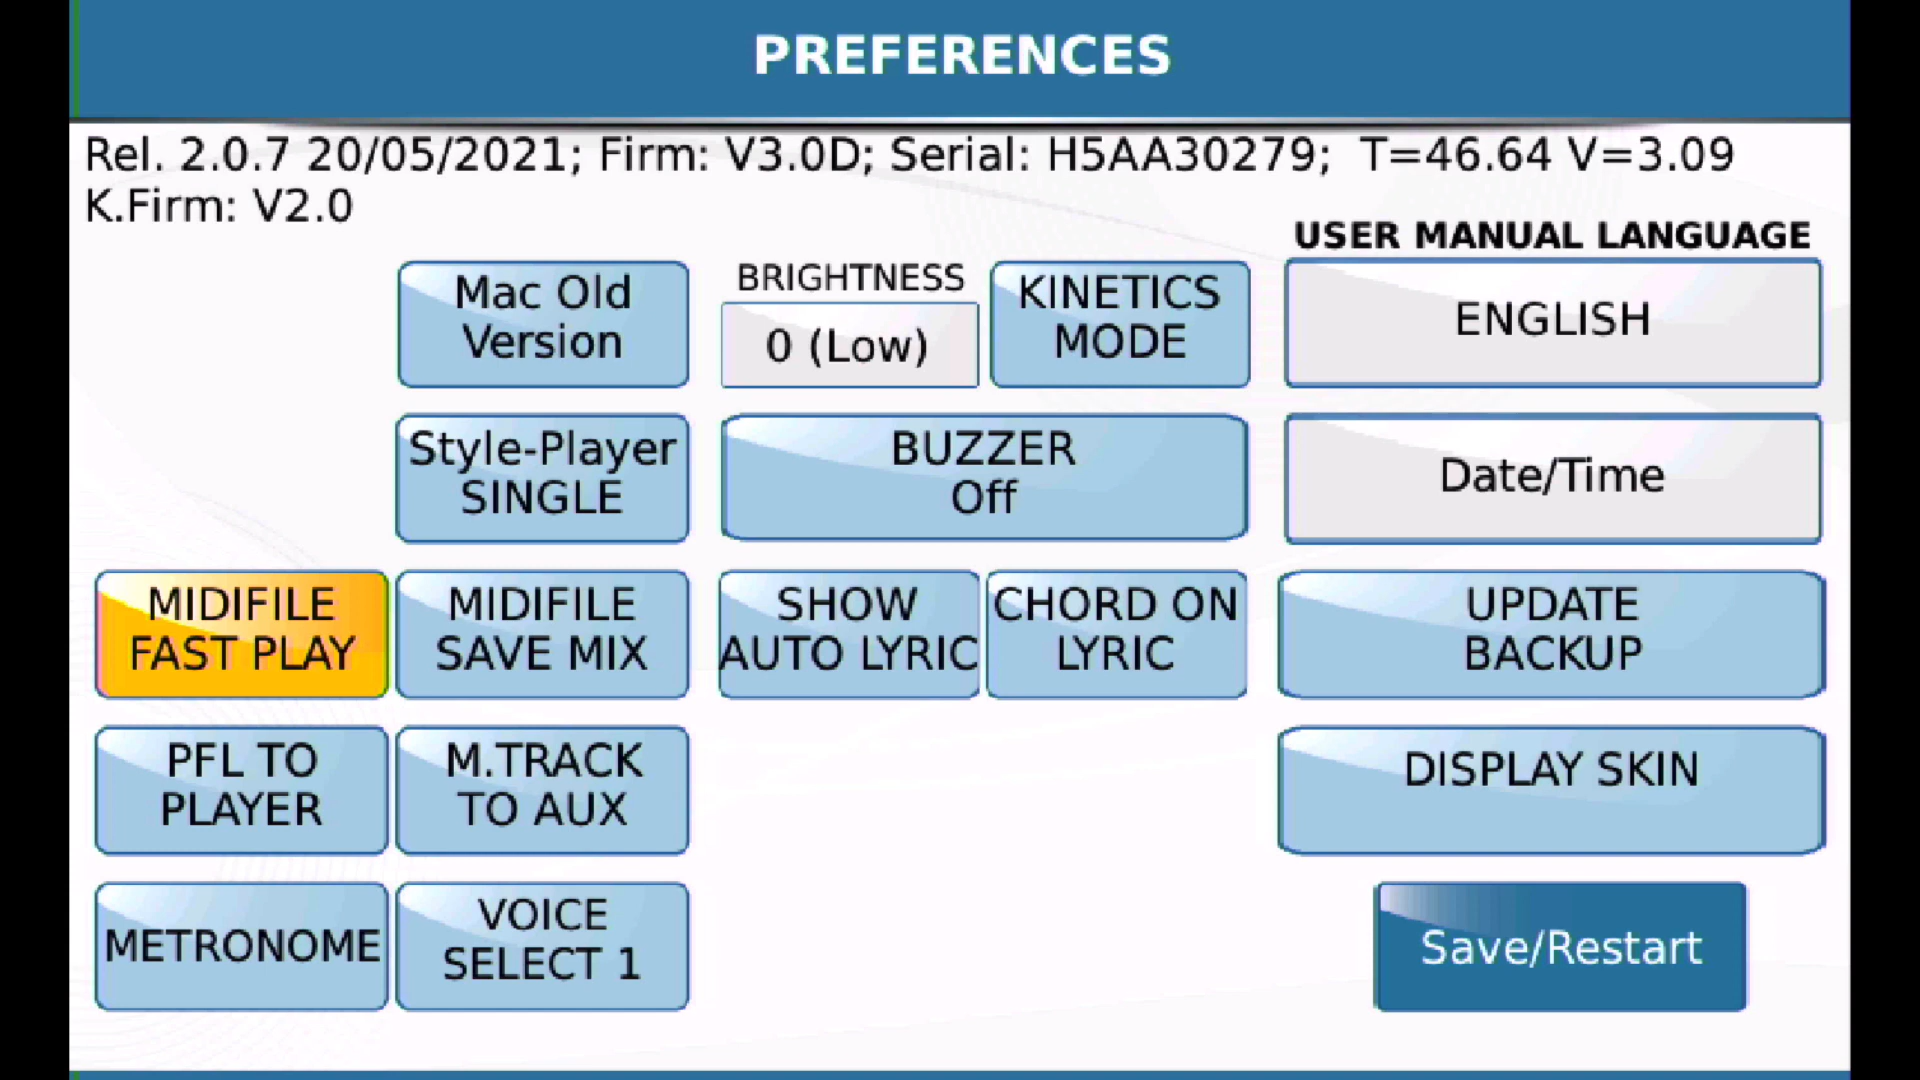 PREFERENCES
Rel. 2.0.7 20/05/2021; Firm: V3.0D; Serial: H5AA30279;  T=46.64 V=3.09
K.Firm: V2.0
USER MANUAL LANGUAGE
Mac Old
Version
BRIGHTNESS
0 (Low)
KINETICS
MODE
ENGLISH
Style-Player
SINGLE
BUZZER
Off
Date/Time
MIDIFILE
FAST PLAY
MIDIFILE
SAVE MIX
SHOW
AUTO LYRIC
CHORD ON
LYRIC
UPDATE
BACKUP
PFL TO
PLAYER
M.TRACK
TO AUX
DISPLAY SKIN
METRONOME
VOICE
SELECT 1
Save/Restart